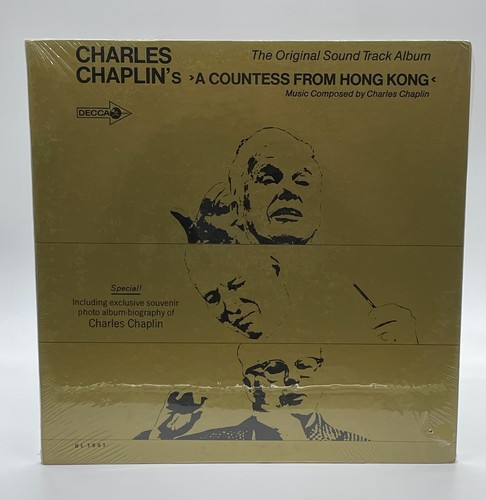 CHARLES
CHAPLIN's ›A COUNTESS FROM HONG KONG‹
The Original Sound Track Album
Music Composed by Charles Chaplin
DECCA
Special!
Including exclusive souvenir
photo album-biography of
Charles Chaplin